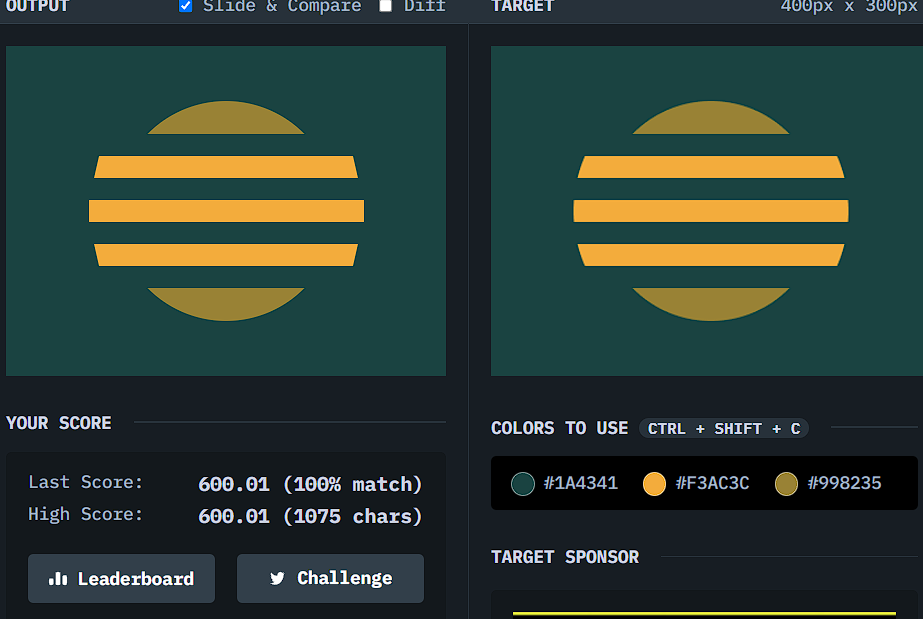 OUTPUT Slide & Compare Diff
TARGET 400px x 300px
YOUR SCORE
Last Score: 600.01 (100% match)
High Score: 600.01 (1075 chars)
Leaderboard Challenge
COLORS TO USE CTRL + SHIFT + C
#1A4341 #F3AC3C #998235
TARGET SPONSOR